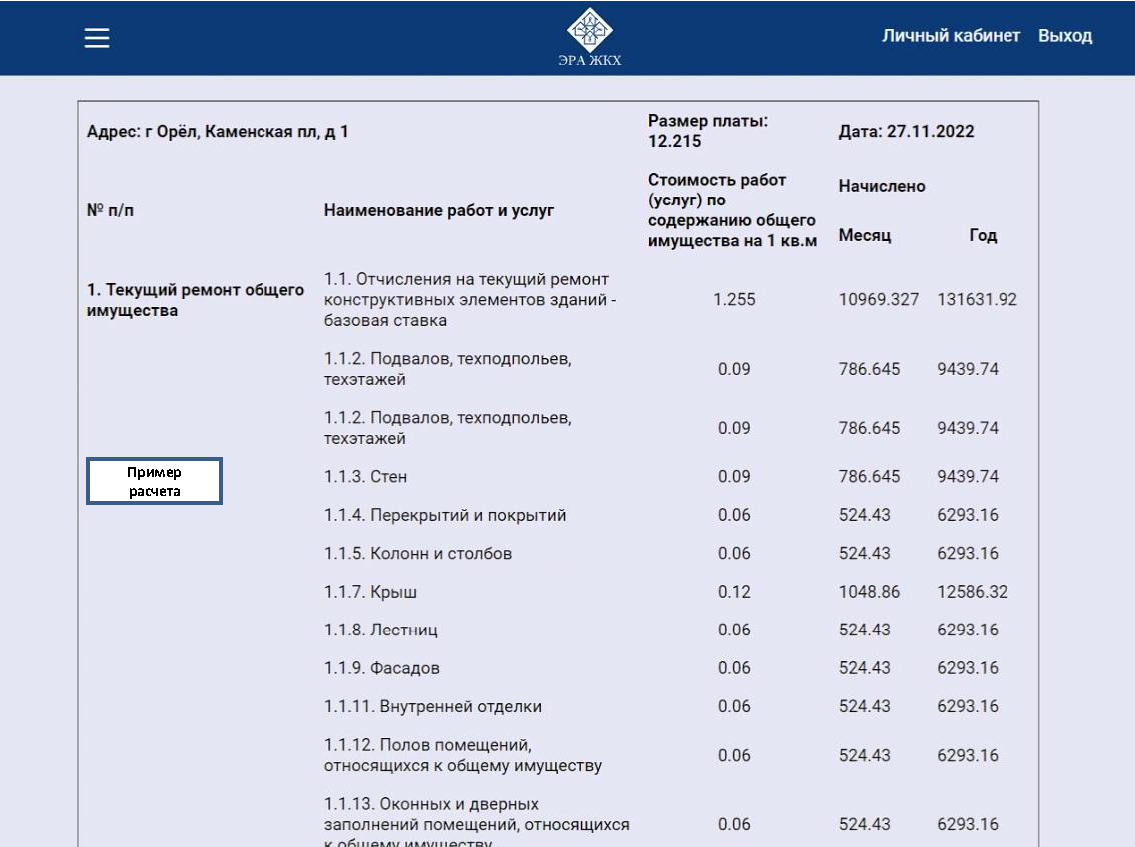 Личный кабинет Выход
ЭРА ЖКХ
Адрес: г Орёл, Каменская пл, д 1
Размер платы:
12.215
Дата: 27.11.2022
№ п/п
Наименование работ и услуг
Стоимость работ
(услуг) по
содержанию общего
имущества на 1 кв.м
Начислено
Месяц Год
1. Текущий ремонт общего
имущества
1.1. Отчисления на текущий ремонт
конструктивных элементов зданий -
базовая ставка
1.255 10969.327 131631.92
1.1.2. Подвалов, техподпольев,
техэтажей
0.09 786.645 9439.74
1.1.2. Подвалов, техподпольев,
техэтажей
0.09 786.645 9439.74
Пример
расчета
1.1.3. Стен 0.09 786.645 9439.74
1.1.4. Перекрытий и покрытий 0.06 524.43 6293.16
1.1.5. Колонн и столбов 0.06 524.43 6293.16
1.1.7. Крыш 0.12 1048.86 12586.32
1.1.8. Лестниц 0.06 524.43 6293.16
1.1.9. Фасадов 0.06 524.43 6293.16
1.1.11. Внутренней отделки 0.06 524.43 6293.16
1.1.12. Полов помещений,
относящихся к общему имуществу
0.06 524.43 6293.16
1.1.13. Оконных и дверных
заполнений помещений, относящихся
к общему имуществу
0.06 524.43 6293.16